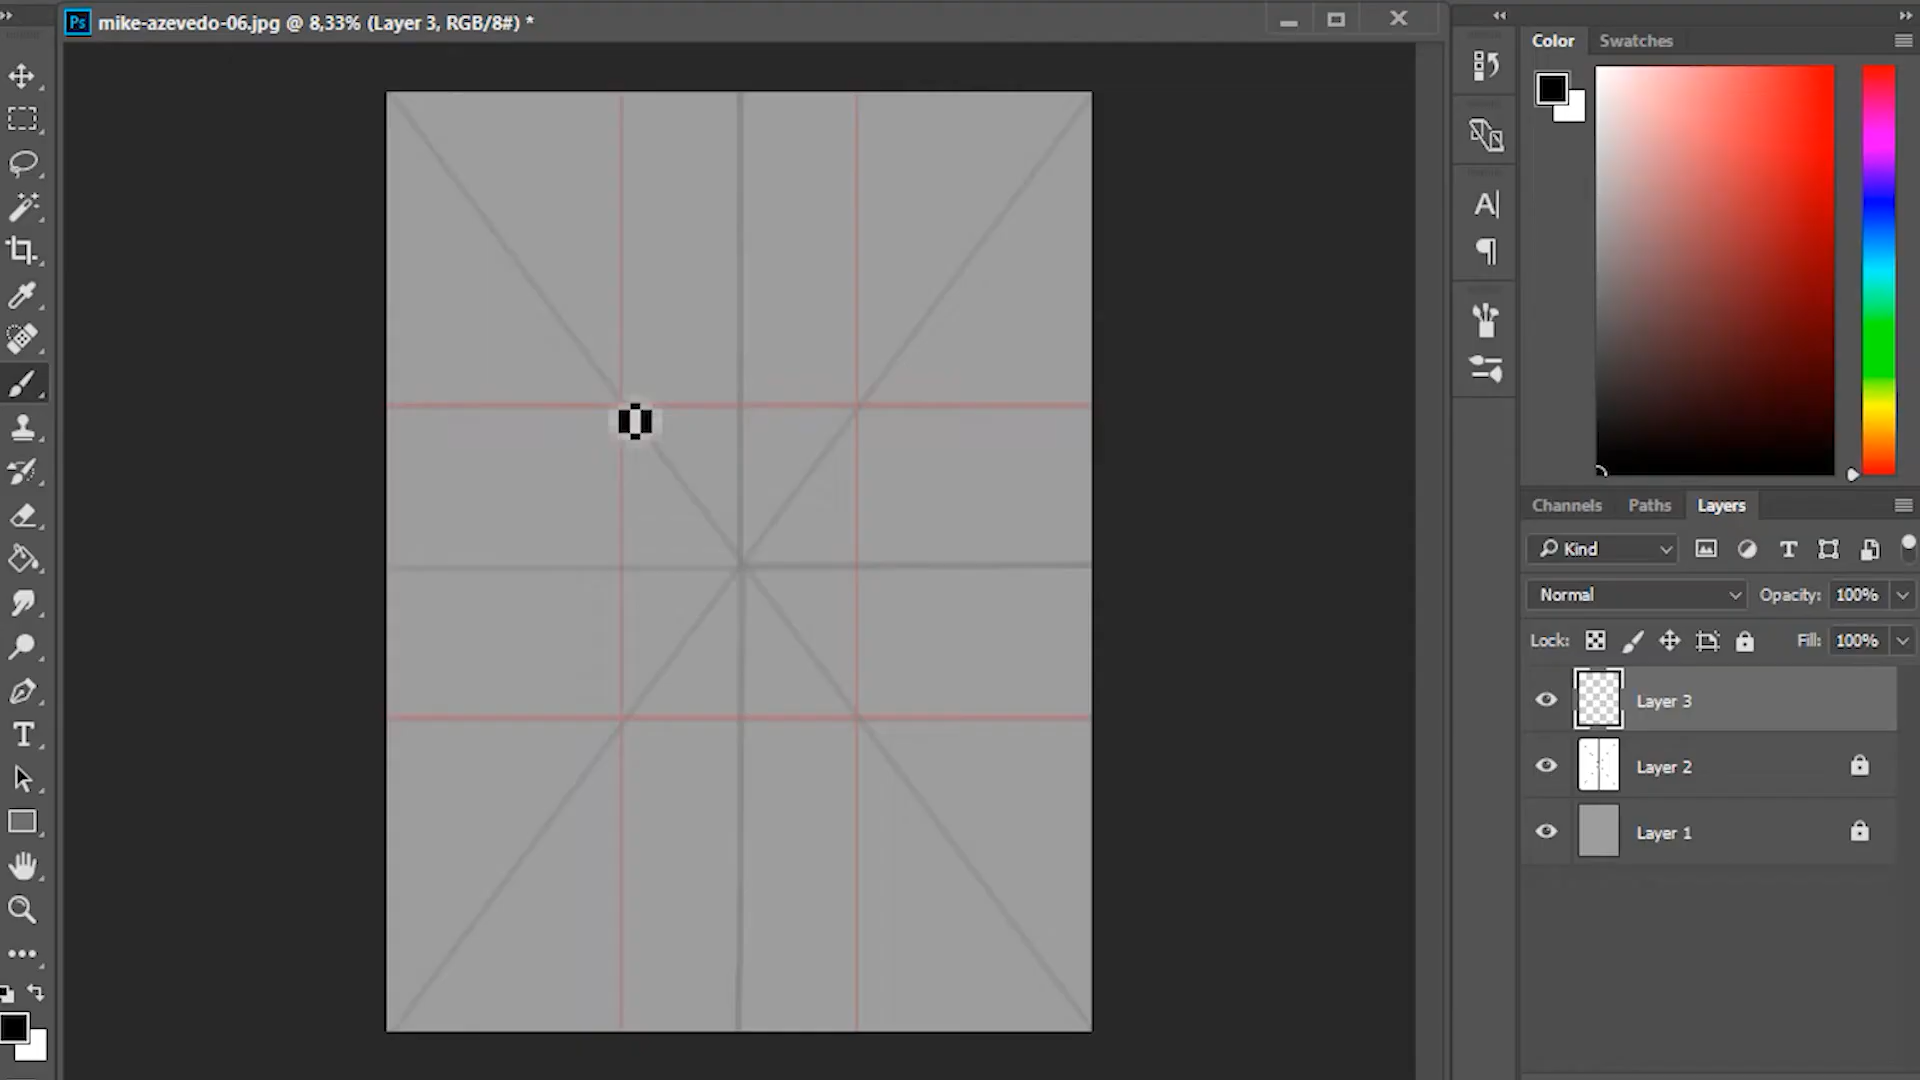 Ps mike-azevedo-06.jpg @ 8,33% (Layer 3, RGB/8#) *
Color Swatches
Channels Paths Layers
Kind
Normal Opacity: 100%
Lock: Fill: 100%
Layer 3
Layer 2
Layer 1